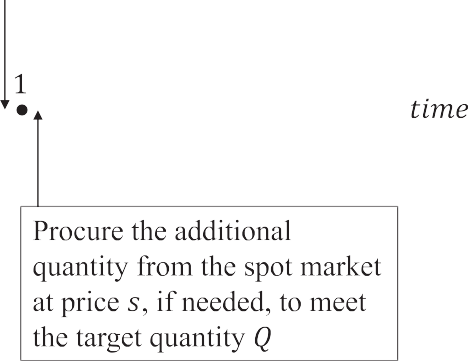 1
time
Procure the additional
quantity from the spot market
at price s, if needed, to meet
the target quantity Q